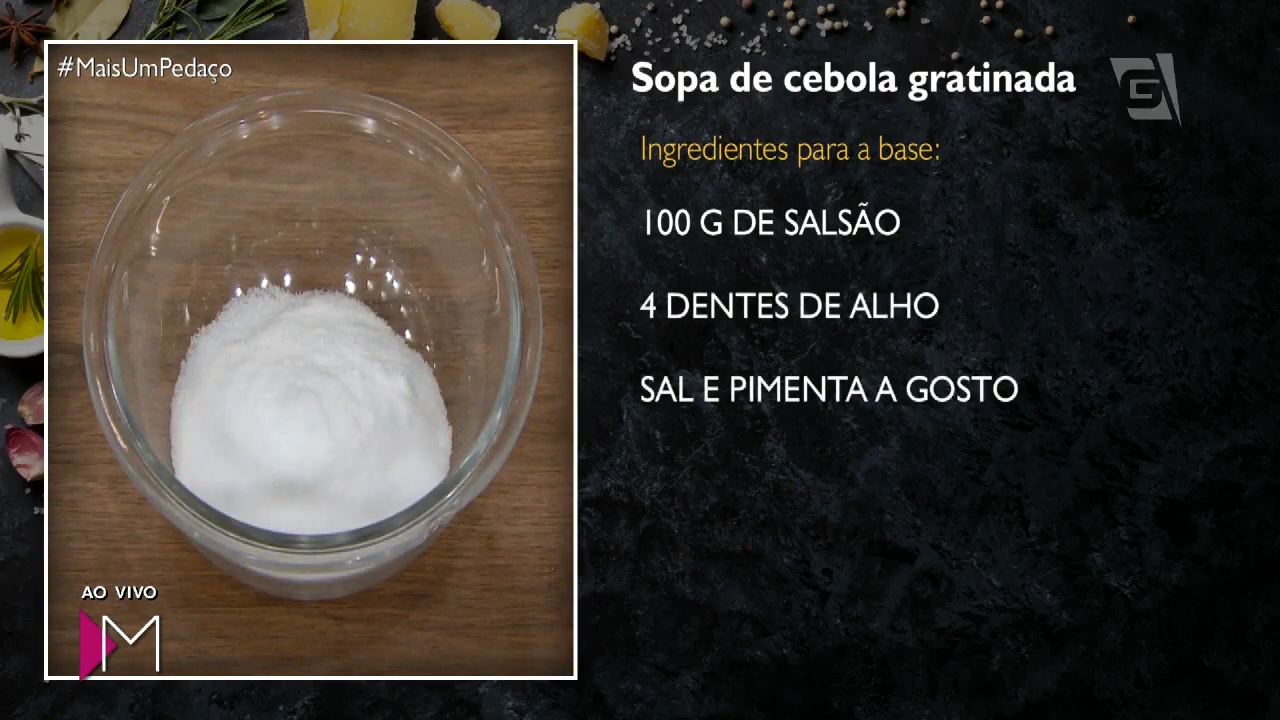 #MaisUmPedaço
Sopa de cebola gratinada
G
Ingredientes para a base:
100 G DE SALSÃO
4 DENTES DE ALHO
SAL E PIMENTA A GOSTO
AO VIVO
M